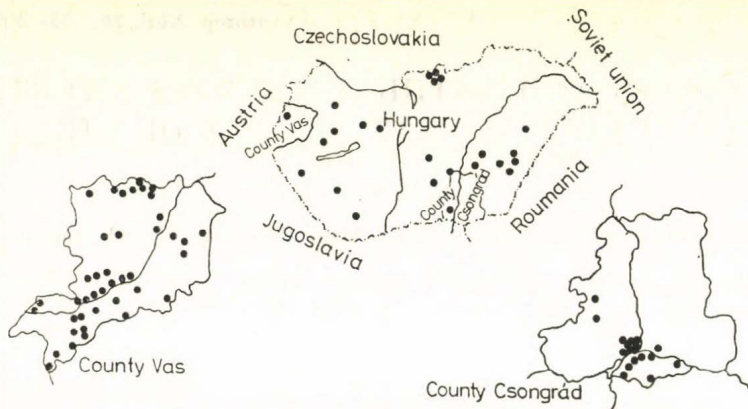 Czechoslovakia
Soviet union
Austria
County Vas
Hungary
County
Csongrád
Roumania
Jugoslavia
County Vas
County Csongrád